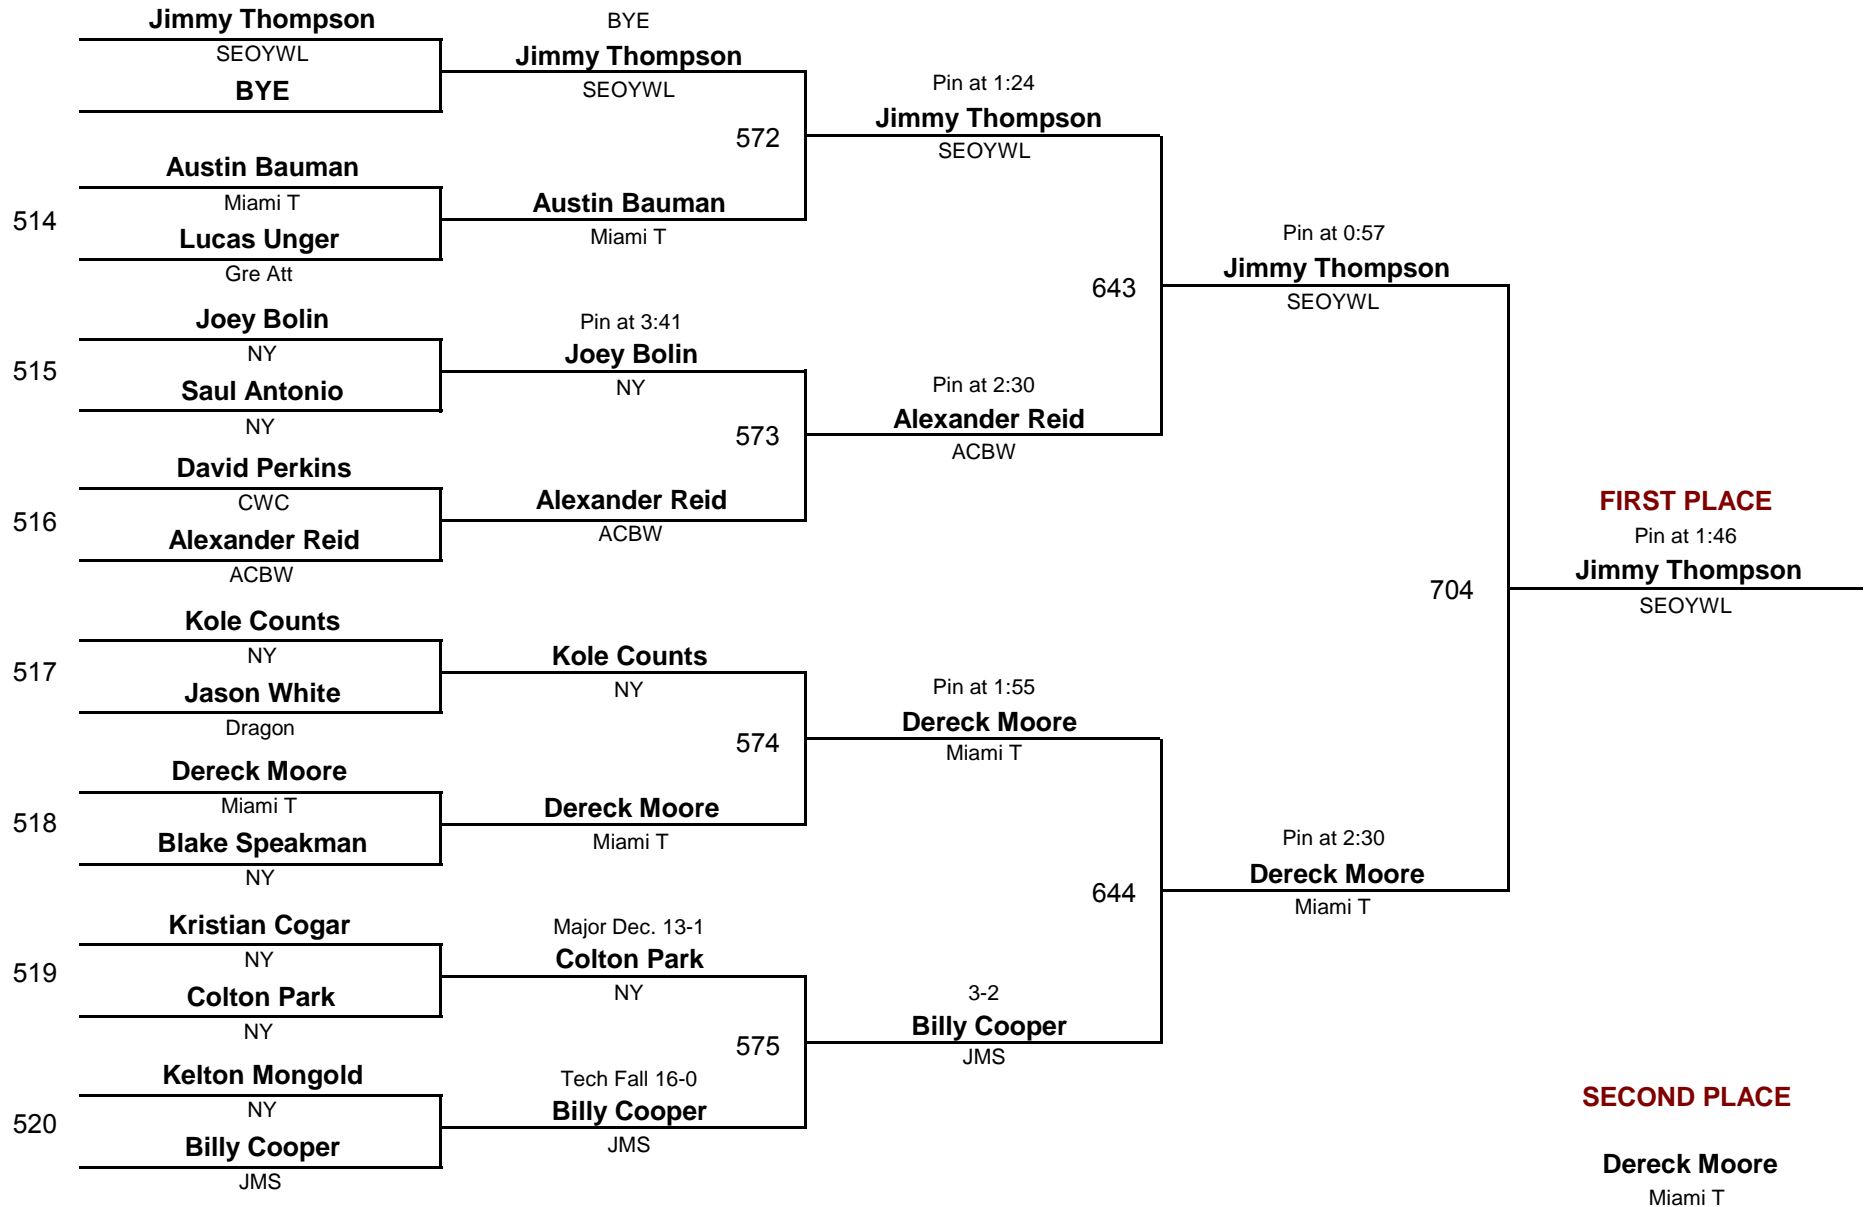 Jimmy Thompson
SEOYWL
BYE
514
Austin Bauman
Miami T
Lucas Unger
Gre Att
515
Joey Bolin
NY
Saul Antonio
NY
516
David Perkins
CWC
Alexander Reid
ACBW
517
Kole Counts
NY
Jason White
Dragon
518
Dereck Moore
Miami T
Blake Speakman
NY
519
Kristian Cogar
NY
Colton Park
NY
520
Kelton Mongold
NY
Billy Cooper
JMS
BYE
Jimmy Thompson
SEOYWL
572
Austin Bauman
Miami T
Pin at 3:41
Joey Bolin
NY
573
Alexander Reid
ACBW
Kole Counts
NY
574
Dereck Moore
Miami T
Major Dec. 13-1
Colton Park
NY
575
Tech Fall 16-0
Billy Cooper
JMS
Pin at 1:24
Jimmy Thompson
SEOYWL
643
Pin at 2:30
Alexander Reid
ACBW
Pin at 1:55
Dereck Moore
Miami T
644
3-2
Billy Cooper
JMS
Pin at 0:57
Jimmy Thompson
SEOYWL
704
Pin at 2:30
Dereck Moore
Miami T
FIRST PLACE
Pin at 1:46
Jimmy Thompson
SEOYWL
SECOND PLACE
Dereck Moore
Miami T